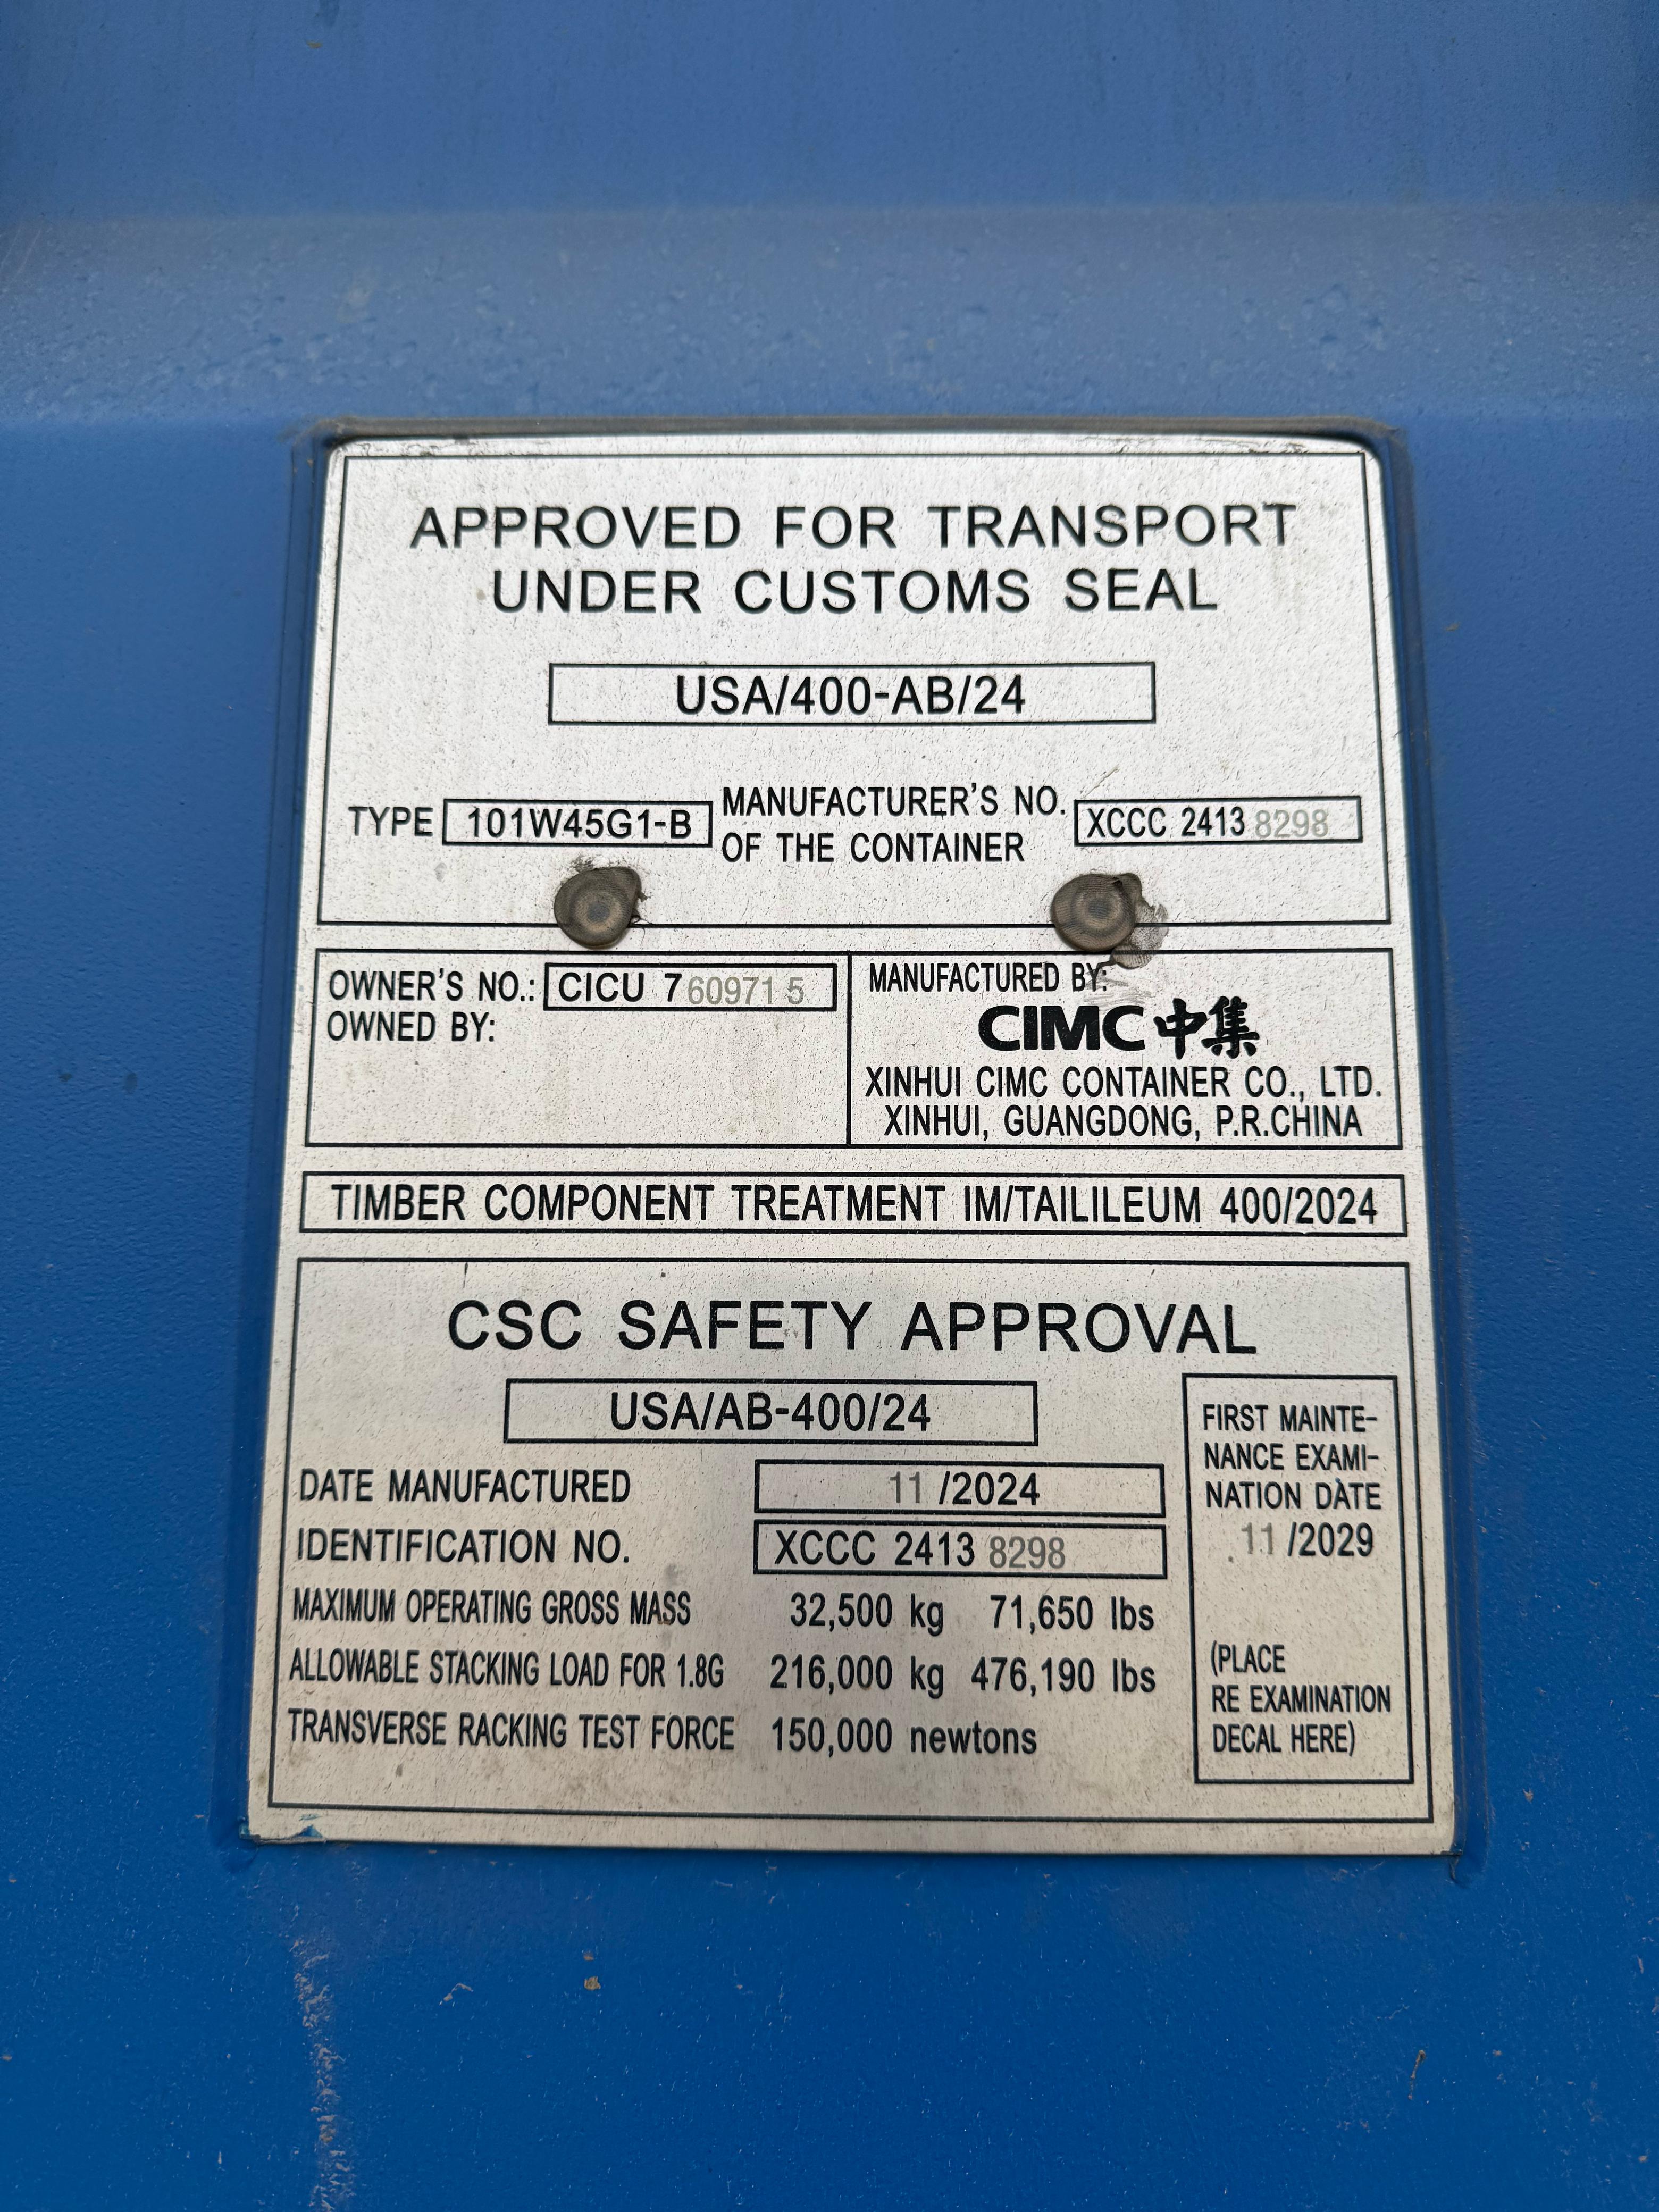 APPROVED FOR TRANSPORT
UNDER CUSTOMS SEAL
USA/400-AB/24
TYPE 101W45G1-B MANUFACTURER'S NO. OF THE CONTAINER XCCC 2413 8298
OWNER'S NO.: CICU 7 60971 5
OWNED BY:
MANUFACTURED BY:
CIMC 中集
XINHUI CIMC CONTAINER CO., LTD.
XINHUI, GUANGDONG, P.R.CHINA
TIMBER COMPONENT TREATMENT IM/TAILILEUM 400/2024
CSC SAFETY APPROVAL
USA/AB-400/24
DATE MANUFACTURED 11 /2024
IDENTIFICATION NO. XCCC 2413 8298
MAXIMUM OPERATING GROSS MASS 32,500 kg 71,650 lbs
ALLOWABLE STACKING LOAD FOR 1.8G 216,000 kg 476,190 lbs
TRANSVERSE RACKING TEST FORCE 150,000 newtons
FIRST MAINTE-
NANCE EXAMI-
NATION DATE
11 /2029
(PLACE
RE EXAMINATION
DECAL HERE)